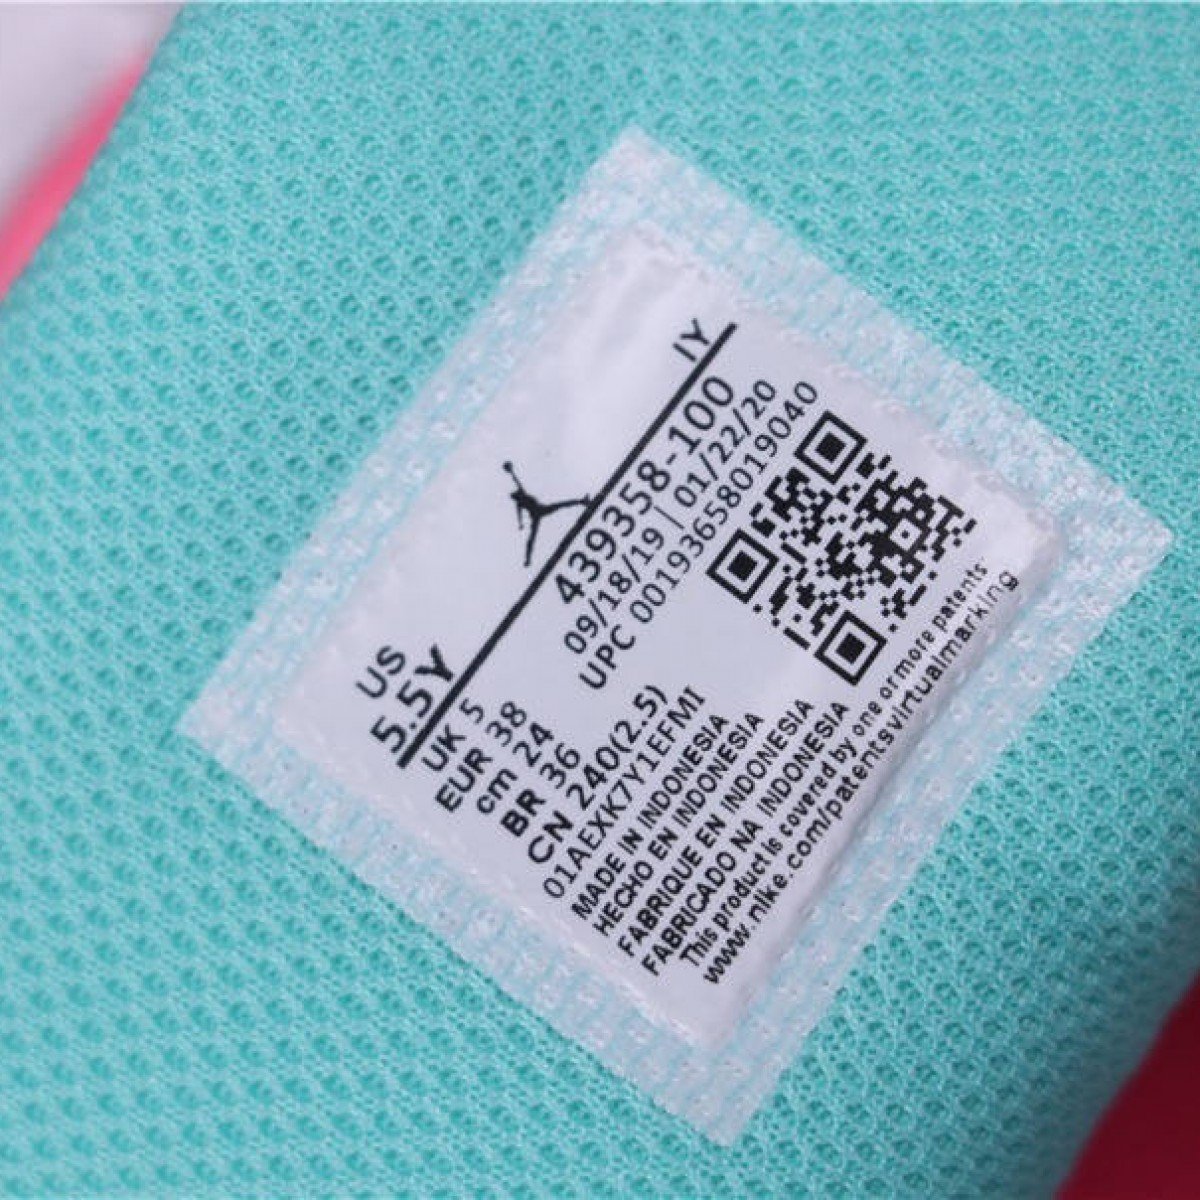 IY
US
5.5Y
UK 5
EUR 38
cm 24
BR 36
CN 240(2.5)
439358-100
09/18/19 | 01/22/20
UPC 00193658019040
01AEXK7Y1EFMI
MADE IN INDONESIA
HECHO EN INDONESIA
FABRIQUE EN INDONESIA
FABRICADO NA INDONESIA
This product is covered by one or more patents
www.nike.com/patentsvirtualmarking